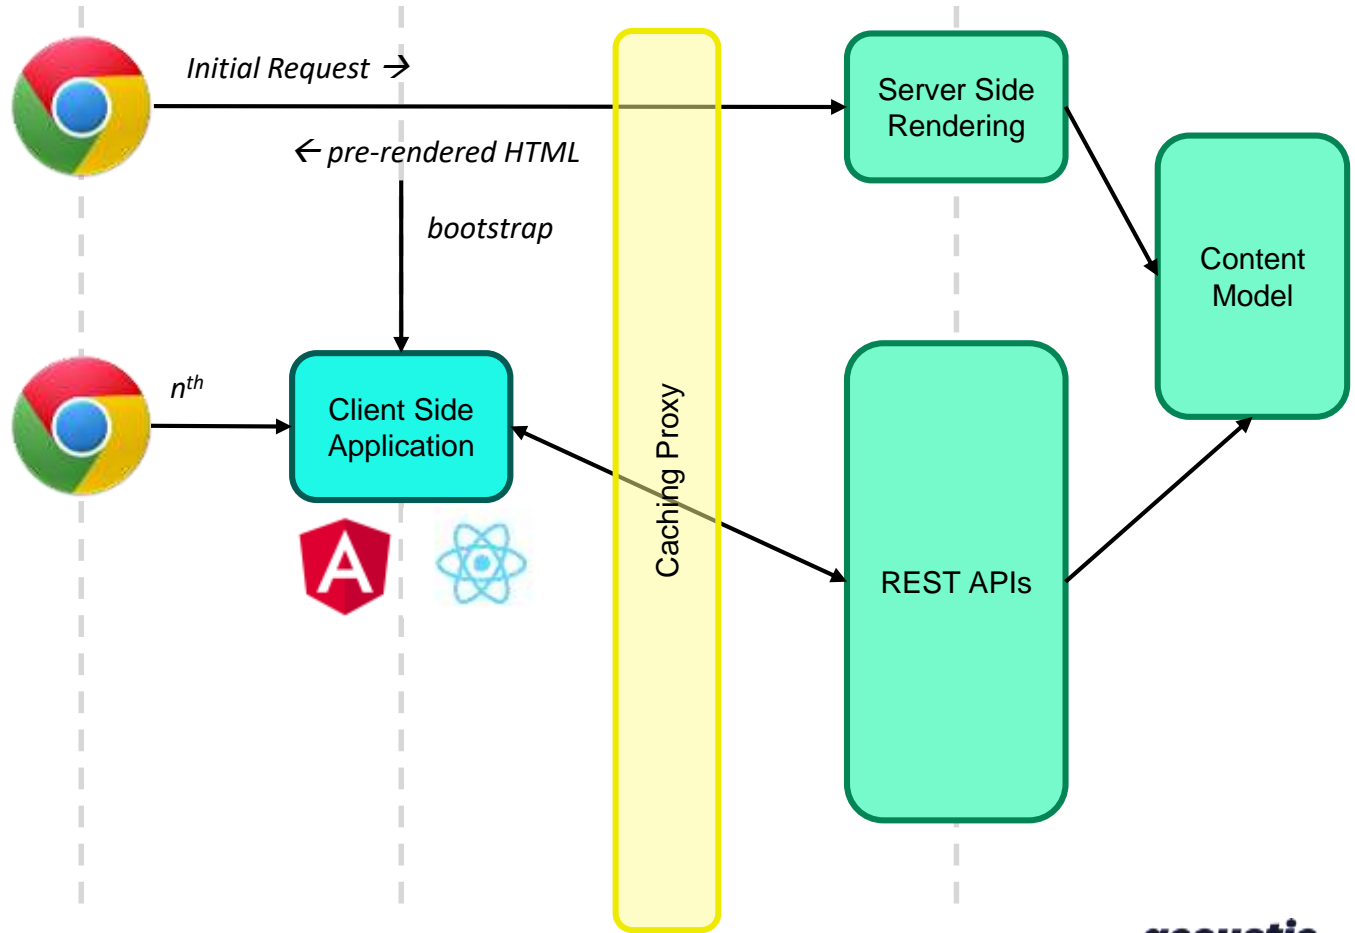 Initial Request →
Server Side
Rendering
← pre-rendered HTML
bootstrap
Content
Model
nth
Client Side
Application
Caching Proxy
REST APIs
acoustic